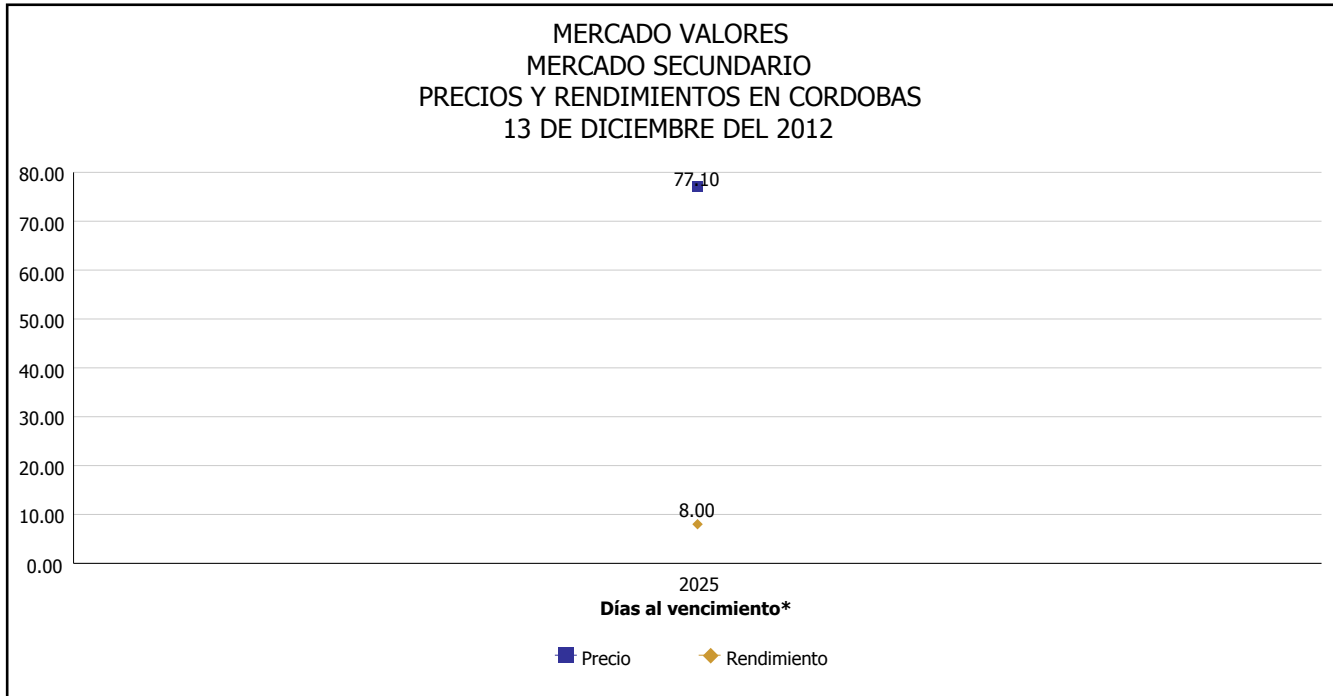 MERCADO VALORES
MERCADO SECUNDARIO
PRECIOS Y RENDIMIENTOS EN CORDOBAS
13 DE DICIEMBRE DEL 2012
80.00
77.10
70.00
60.00
50.00
40.00
30.00
20.00
10.00
8.00
0.00
2025
Días al vencimiento*
Precio Rendimiento